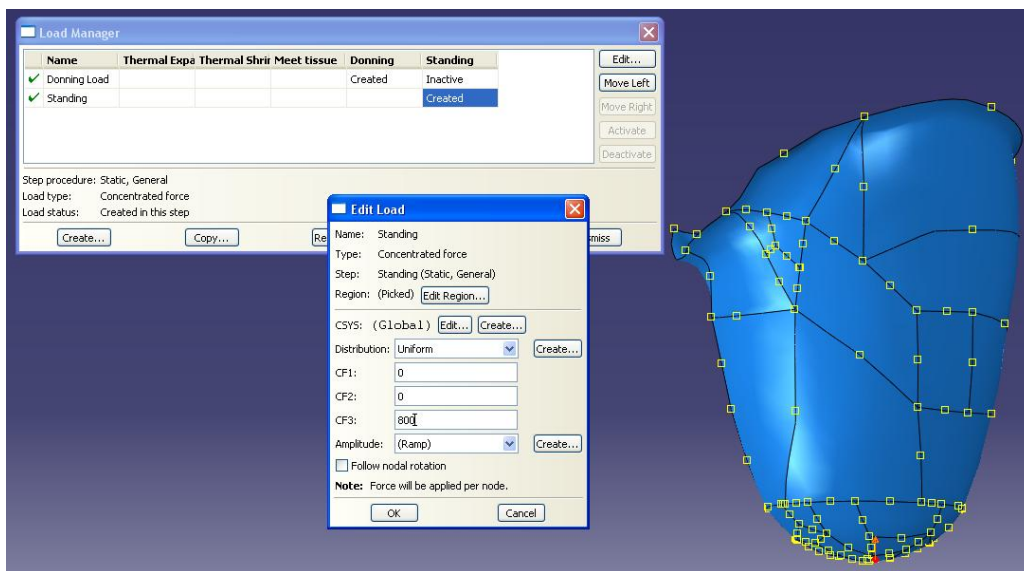 Load Manager
Name Thermal Expa Thermal Shrir Meet tissue Donning Standing
Donning Load Created Inactive
Standing Created
Edit...
Move Left
Move Right
Activate
Deactivate
Step procedure: Static, General
Load type: Concentrated force
Load status: Created in this step
Create... Copy... Re smiss
Edit Load
Name: Standing
Type: Concentrated force
Step: Standing (Static, General)
Region: (Picked) Edit Region...
CSYS: (Global) Edit... Create...
Distribution: Uniform Create...
CF1: 0
CF2: 0
CF3: 800
Amplitude: (Ramp) Create...
Follow nodal rotation
Note: Force will be applied per node.
OK Cancel